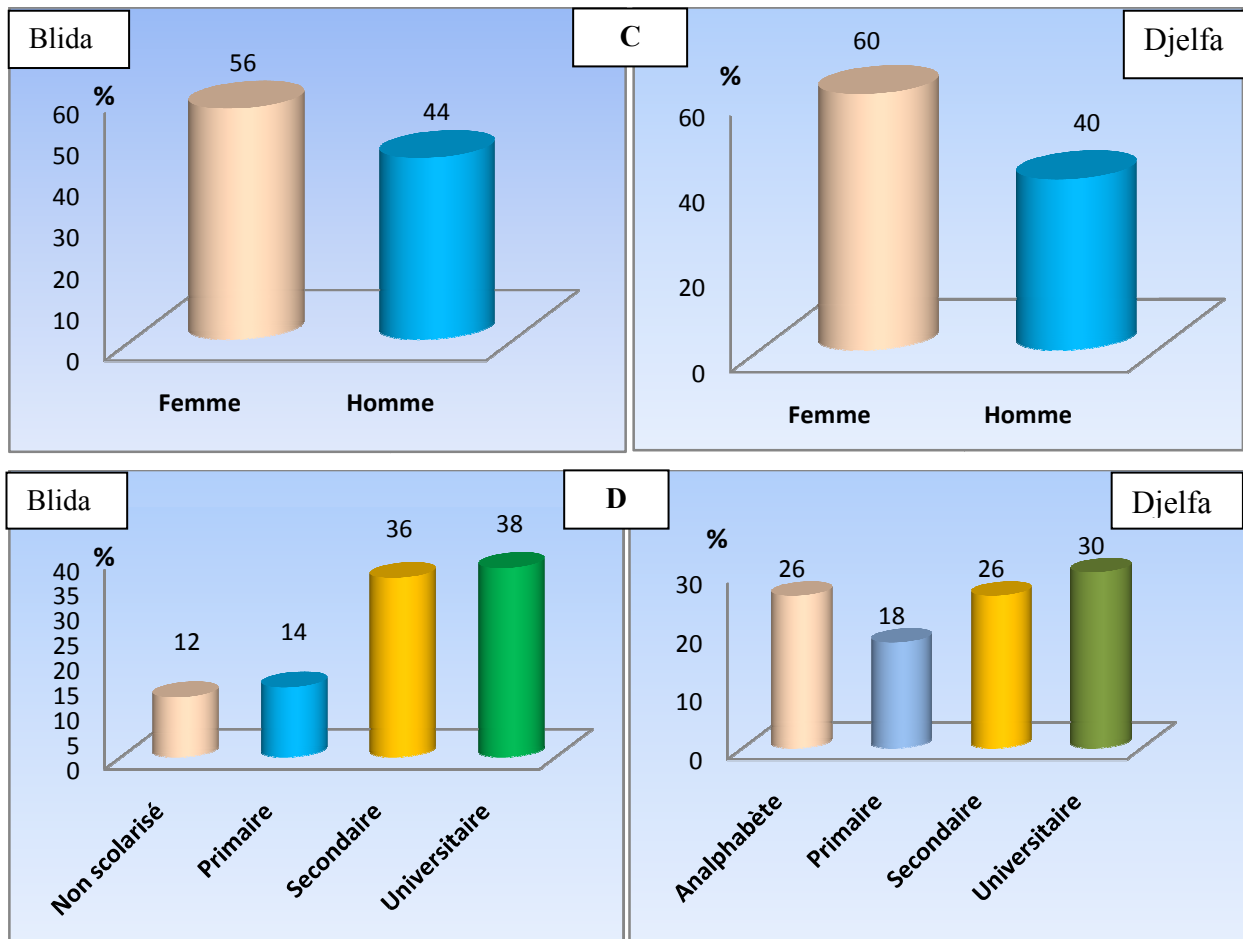 Blida
C
Djelfa
%
60
50
40
30
20
10
0
56
44
Femme
Homme
%
60
40
20
0
60
40
Femme
Homme
Blida
D
Djelfa
%
40
35
30
25
20
15
10
5
0
12
14
36
38
Non scolarisé
Primaire
Secondaire
Universitaire
%
30
20
10
0
26
18
26
30
Analphabète
Primaire
Secondaire
Universitaire